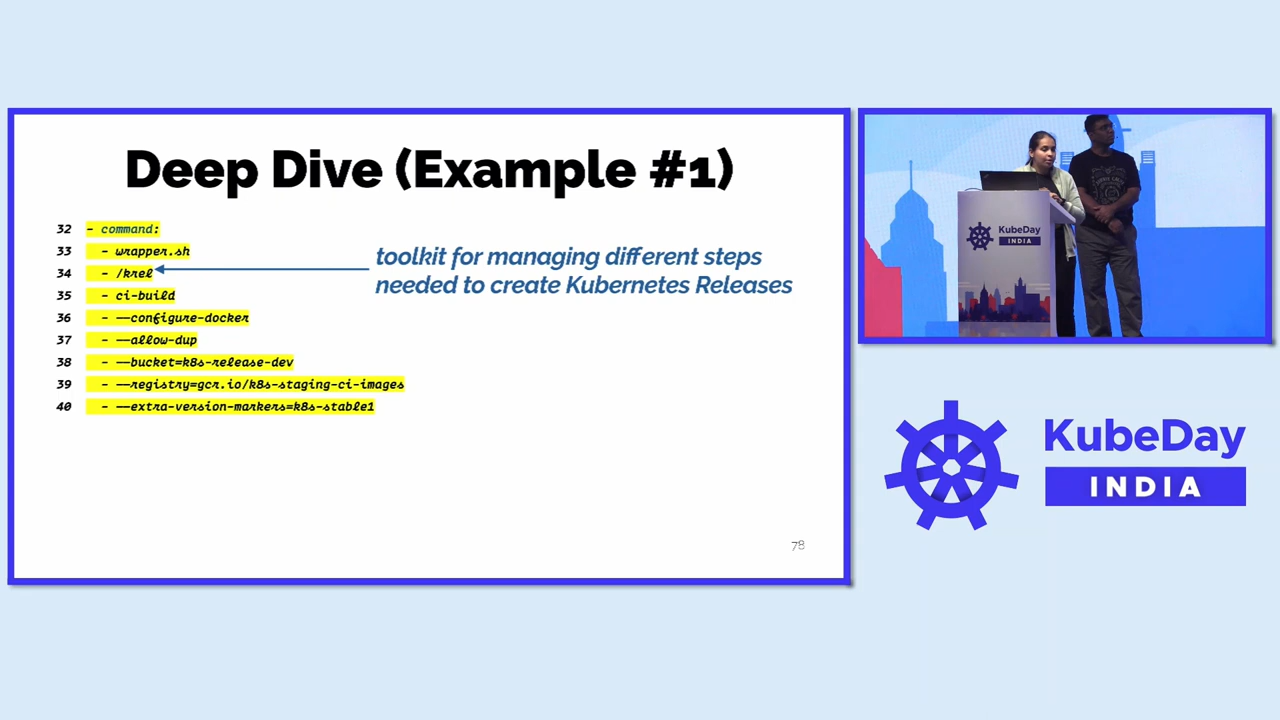 Deep Dive (Example #1)
32 - command:
33 - wrapper.sh
34 - /krel
toolkit for managing different steps
needed to create Kubernetes Releases
35 - ci-build
36 - --configure-docker
37 - --allow-dup
38 - --bucket=k8s-release-dev
39 - --registry=gcr.io/k8s-staging-ci-images
40 - --extra-version-markers=k8s-stable1
78
KubeDay
INDIA
KubeDay
INDIA